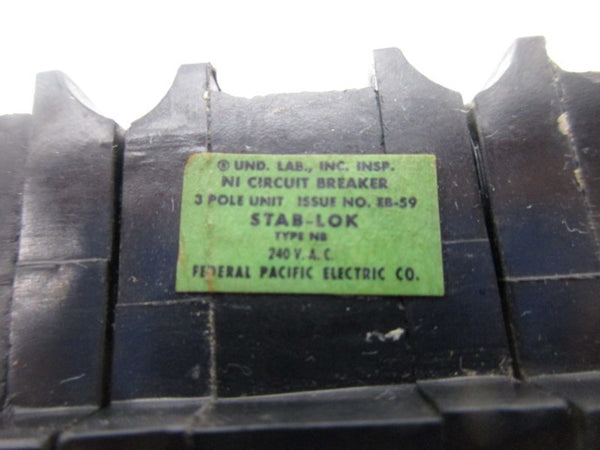 ® UND. LAB., INC. INSP.
NI CIRCUIT BREAKER
3 POLE UNIT ISSUE NO. EB-59
STAB-LOK
TYPE NB
240 V. A. C.
FEDERAL PACIFIC ELECTRIC CO.